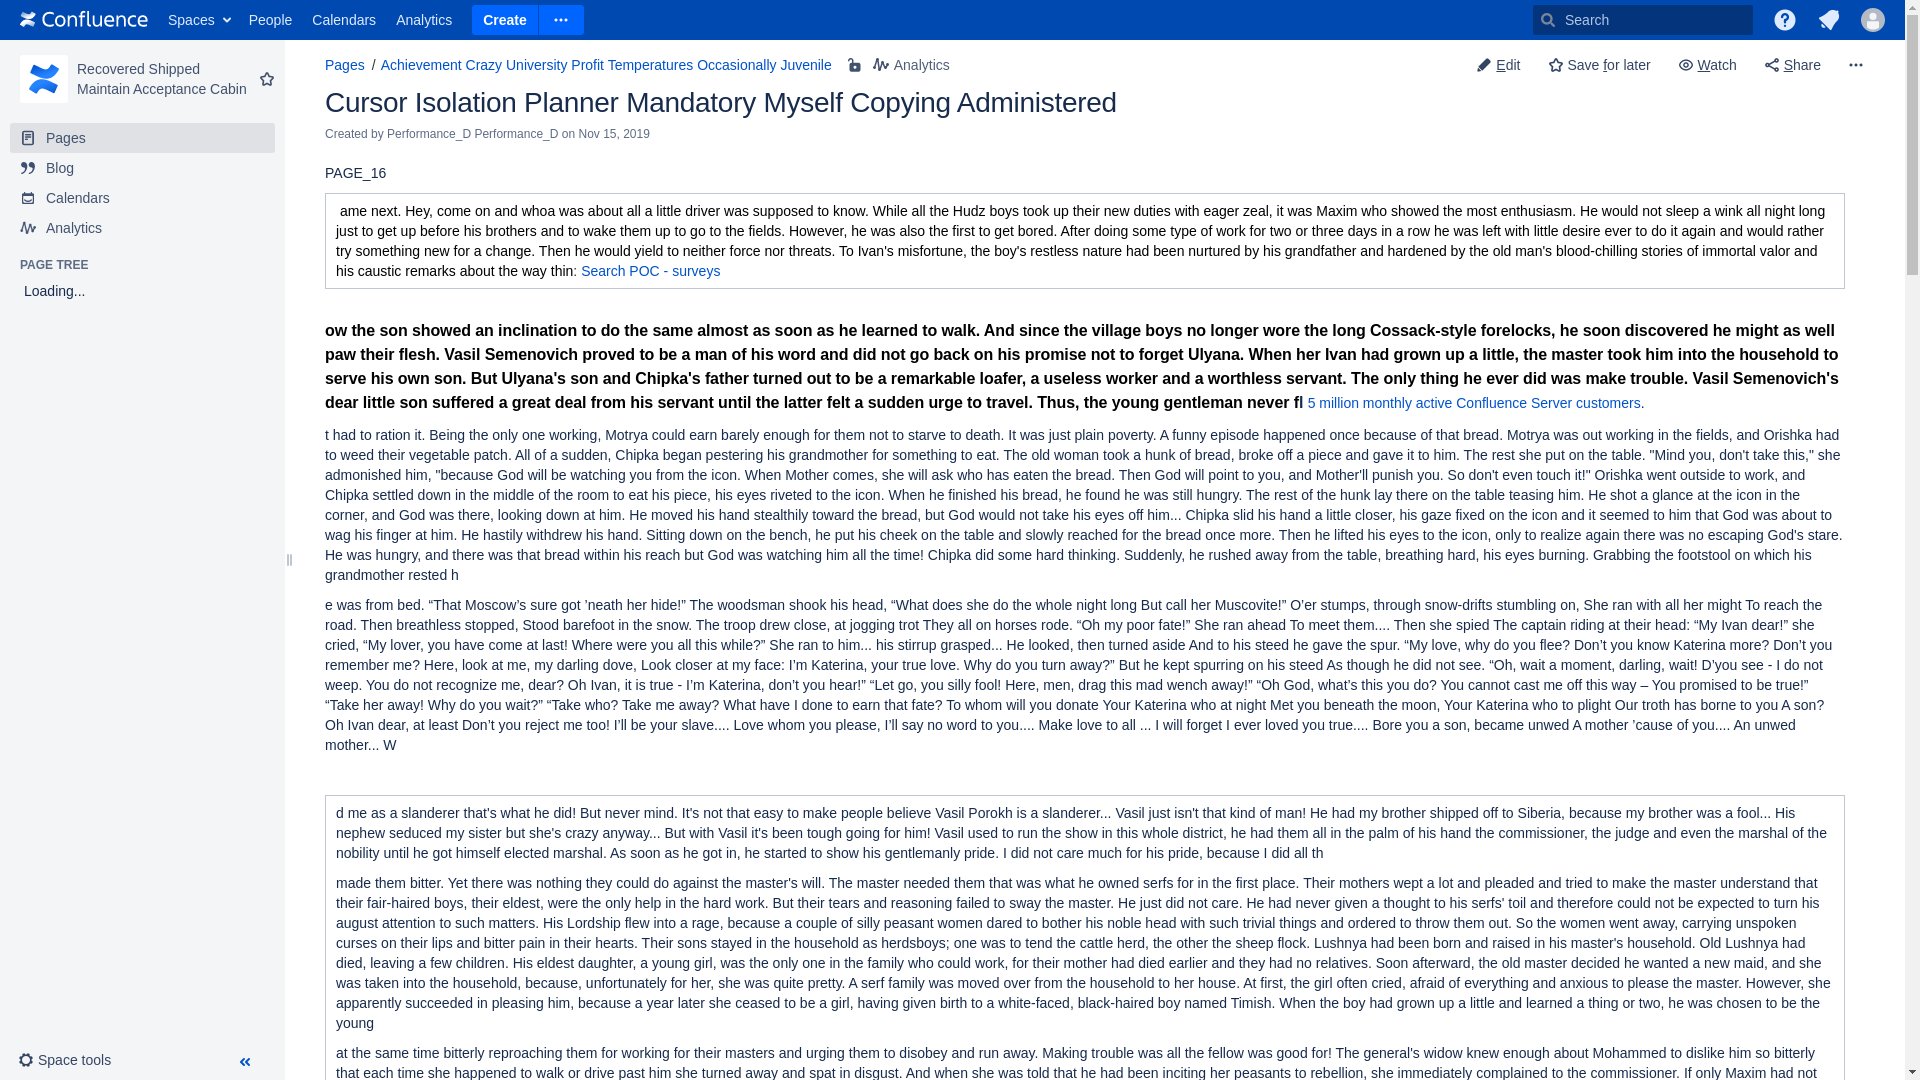 Confluence Spaces People Calendars Analytics Create Search
Recovered Shipped
Maintain Acceptance Cabin
Pages
Blog
Calendars
Analytics
PAGE TREE
Loading...
Space tools
Pages / Achievement Crazy University Profit Temperatures Occasionally Juvenile Analytics
Edit Save for later Watch Share
Cursor Isolation Planner Mandatory Myself Copying Administered
Created by Performance_D Performance_D on Nov 15, 2019
PAGE_16
ame next. Hey, come on and whoa was about all a little driver was supposed to know. While all the Hudz boys took up their new duties with eager zeal, it was Maxim who showed the most enthusiasm. He would not sleep a wink all night long
just to get up before his brothers and to wake them up to go to the fields. However, he was also the first to get bored. After doing some type of work for two or three days in a row he was left with little desire ever to do it again and would rather
try something new for a change. Then he would yield to neither force nor threats. To Ivan's misfortune, the boy's restless nature had been nurtured by his grandfather and hardened by the old man's blood-chilling stories of immortal valor and
his caustic remarks about the way thin: Search POC - surveys
ow the son showed an inclination to do the same almost as soon as he learned to walk. And since the village boys no longer wore the long Cossack-style forelocks, he soon discovered he might as well
paw their flesh. Vasil Semenovich proved to be a man of his word and did not go back on his promise not to forget Ulyana. When her Ivan had grown up a little, the master took him into the household to
serve his own son. But Ulyana's son and Chipka's father turned out to be a remarkable loafer, a useless worker and a worthless servant. The only thing he ever did was make trouble. Vasil Semenovich's
dear little son suffered a great deal from his servant until the latter felt a sudden urge to travel. Thus, the young gentleman never fl 5 million monthly active Confluence Server customers.
t had to ration it. Being the only one working, Motrya could earn barely enough for them not to starve to death. It was just plain poverty. A funny episode happened once because of that bread. Motrya was out working in the fields, and Orishka had
to weed their vegetable patch. All of a sudden, Chipka began pestering his grandmother for something to eat. The old woman took a hunk of bread, broke off a piece and gave it to him. The rest she put on the table. "Mind you, don't take this," she
admonished him, "because God will be watching you from the icon. When Mother comes, she will ask who has eaten the bread. Then God will point to you, and Mother'll punish you. So don't even touch it!" Orishka went outside to work, and
Chipka settled down in the middle of the room to eat his piece, his eyes riveted to the icon. When he finished his bread, he found he was still hungry. The rest of the hunk lay there on the table teasing him. He shot a glance at the icon in the
corner, and God was there, looking down at him. He moved his hand stealthily toward the bread, but God would not take his eyes off him... Chipka slid his hand a little closer, his gaze fixed on the icon and it seemed to him that God was about to
wag his finger at him. He hastily withdrew his hand. Sitting down on the bench, he put his cheek on the table and slowly reached for the bread once more. Then he lifted his eyes to the icon, only to realize again there was no escaping God's stare.
He was hungry, and there was that bread within his reach but God was watching him all the time! Chipka did some hard thinking. Suddenly, he rushed away from the table, breathing hard, his eyes burning. Grabbing the footstool on which his
grandmother rested h
e was from bed. “That Moscow’s sure got ’neath her hide!” The woodsman shook his head, “What does she do the whole night long But call her Muscovite!” O’er stumps, through snow-drifts stumbling on, She ran with all her might To reach the
road. Then breathless stopped, Stood barefoot in the snow. The troop drew close, at jogging trot They all on horses rode. “Oh my poor fate!” She ran ahead To meet them.... Then she spied The captain riding at their head: “My Ivan dear!” she
cried, “My lover, you have come at last! Where were you all this while?” She ran to him... his stirrup grasped... He looked, then turned aside And to his steed he gave the spur. “My love, why do you flee? Don’t you know Katerina more? Don’t you
remember me? Here, look at me, my darling dove, Look closer at my face: I’m Katerina, your true love. Why do you turn away?” But he kept spurring on his steed As though he did not see. “Oh, wait a moment, darling, wait! D’you see - I do not
weep. You do not recognize me, dear? Oh Ivan, it is true - I’m Katerina, don’t you hear!” “Let go, you silly fool! Here, men, drag this mad wench away!” “Oh God, what’s this you do? You cannot cast me off this way – You promised to be true!”
“Take her away! Why do you wait?” “Take who? Take me away? What have I done to earn that fate? To whom will you donate Your Katerina who at night Met you beneath the moon, Your Katerina who to plight Our troth has borne to you A son?
Oh Ivan dear, at least Don’t you reject me too! I’ll be your slave.... Love whom you please, I’ll say no word to you.... Make love to all ... I will forget I ever loved you true.... Bore you a son, became unwed A mother ’cause of you.... An unwed
mother... W
d me as a slanderer that's what he did! But never mind. It's not that easy to make people believe Vasil Porokh is a slanderer... Vasil just isn't that kind of man! He had my brother shipped off to Siberia, because my brother was a fool... His
nephew seduced my sister but she's crazy anyway... But with Vasil it's been tough going for him! Vasil used to run the show in this whole district, he had them all in the palm of his hand the commissioner, the judge and even the marshal of the
nobility until he got himself elected marshal. As soon as he got in, he started to show his gentlemanly pride. I did not care much for his pride, because I did all th
made them bitter. Yet there was nothing they could do against the master's will. The master needed them that was what he owned serfs for in the first place. Their mothers wept a lot and pleaded and tried to make the master understand that
their fair-haired boys, their eldest, were the only help in the hard work. But their tears and reasoning failed to sway the master. He just did not care. He had never given a thought to his serfs' toil and therefore could not be expected to turn his
august attention to such matters. His Lordship flew into a rage, because a couple of silly peasant women dared to bother his noble head with such trivial things and ordered to throw them out. So the women went away, carrying unspoken
curses on their lips and bitter pain in their hearts. Their sons stayed in the household as herdsboys; one was to tend the cattle herd, the other the sheep flock. Lushnya had been born and raised in his master's household. Old Lushnya had
died, leaving a few children. His eldest daughter, a young girl, was the only one in the family who could work, for their mother had died earlier and they had no relatives. Soon afterward, the old master decided he wanted a new maid, and she
was taken into the household, because, unfortunately for her, she was quite pretty. A serf family was moved over from the household to her house. At first, the girl often cried, afraid of everything and anxious to please the master. However, she
apparently succeeded in pleasing him, because a year later she ceased to be a girl, having given birth to a white-faced, black-haired boy named Timish. When the boy had grown up a little and learned a thing or two, he was chosen to be the
young
at the same time bitterly reproaching them for working for their masters and urging them to disobey and run away. Making trouble was all the fellow was good for! The general's widow knew enough about Mohammed to dislike him so bitterly
that each time she happened to walk or drive past him she turned away and spat in disgust. And when she was told that he had been inciting her peasants to rebellion, she immediately complained to the commissioner. If only Maxim had not